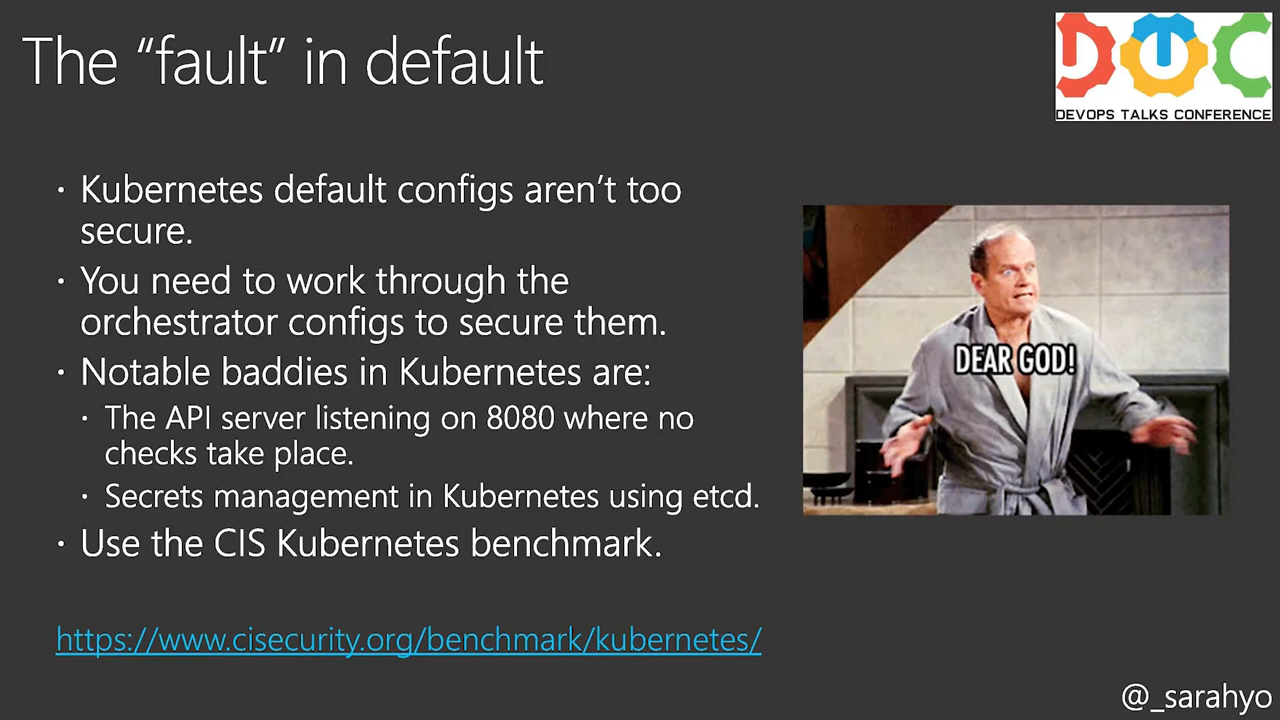 The “fault” in default
DEVOPS TALKS CONFERENCE
· Kubernetes default configs aren’t too
secure.
· You need to work through the
orchestrator configs to secure them.
· Notable baddies in Kubernetes are:
· The API server listening on 8080 where no
checks take place.
· Secrets management in Kubernetes using etcd.
· Use the CIS Kubernetes benchmark.
DEAR GOD!
https://www.cisecurity.org/benchmark/kubernetes/
@_sarahyo